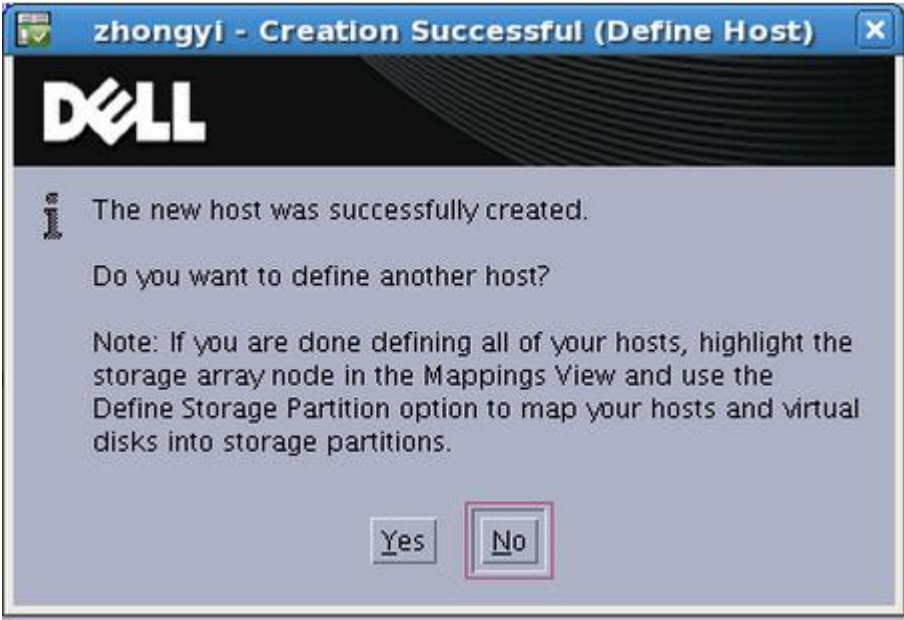 zhongyi - Creation Successful (Define Host)
DELL
The new host was successfully created.
Do you want to define another host?
Note: If you are done defining all of your hosts, highlight the
storage array node in the Mappings View and use the
Define Storage Partition option to map your hosts and virtual
disks into storage partitions.
Yes
No